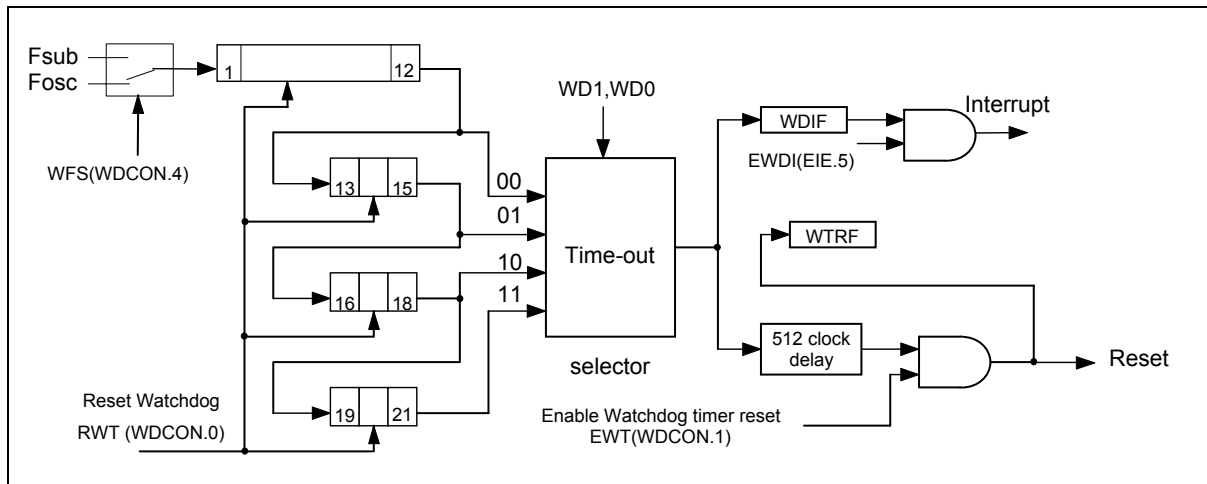 Fsub
Fosc
WFS(WDCON.4)
1
12
13
15
16
18
19
21
Reset Watchdog
RWT (WDCON.0)
WD1,WD0
00
01
10
11
Time-out
selector
WDIF
EWDI(EIE.5)
Interrupt
WTRF
512 clock
delay
Enable Watchdog timer reset
EWT(WDCON.1)
Reset